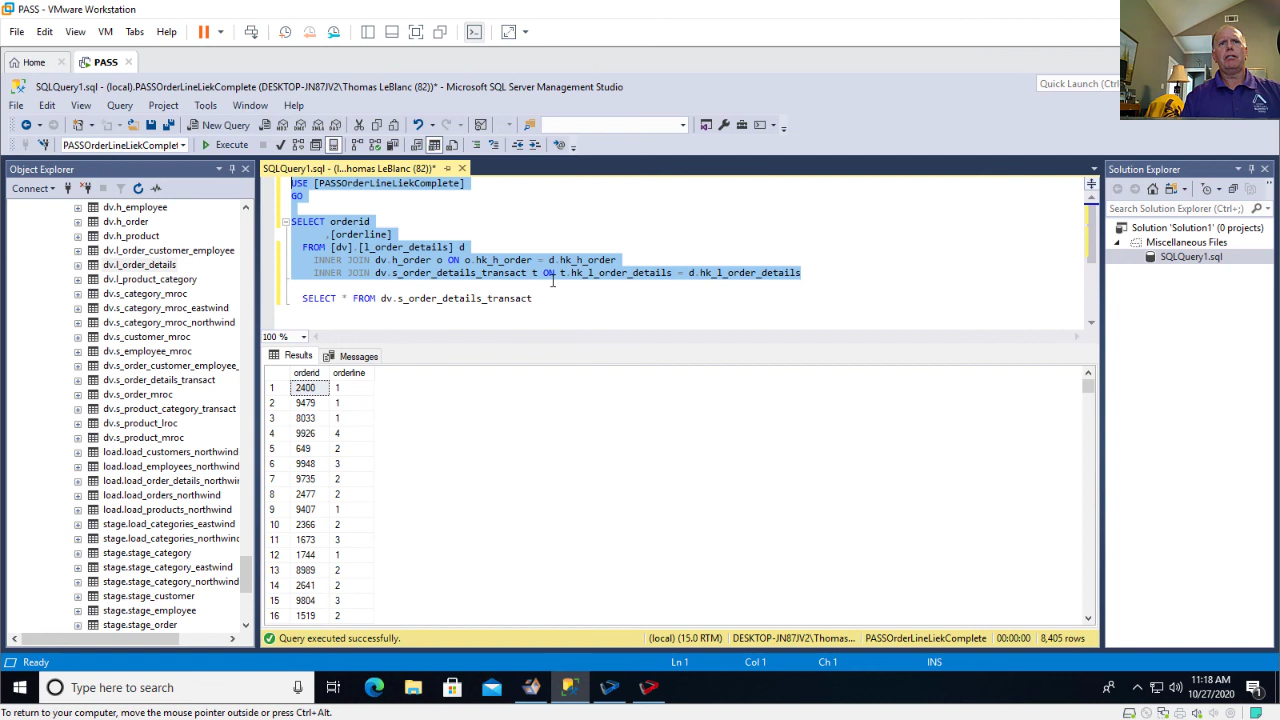 PASS - VMware Workstation
File Edit View VM Tabs Help
Home PASS
SQLQuery1.sql - (local).PASSOrderLineLiekComplete (DESKTOP-JN87JV2\Thomas LeBlanc (82))* - Microsoft SQL Server Management Studio
Quick Launch (Ctrl+
File Edit View Query Project Tools Window Help
New Query
PASSOrderLineLiekComplet Execute
Object Explorer
SQLQuery1.sql - (l...homas LeBlanc (82))*
Solution Explorer
Connect
USE [PASSOrderLineLiekComplete]
GO
SELECT orderid
,[orderline]
FROM [dv].[l_order_details] d
INNER JOIN dv.h_order o ON o.hk_h_order = d.hk_h_order
INNER JOIN dv.s_order_details_transact t ON t.hk_l_order_details = d.hk_l_order_details
SELECT * FROM dv.s_order_details_transact
100 %
dv.h_employee
dv.h_order
dv.h_product
dv.l_order_customer_employee
dv.l_order_details
dv.l_product_category
dv.s_category_mroc
dv.s_category_mroc_eastwind
dv.s_category_mroc_northwind
dv.s_customer_mroc
dv.s_employee_mroc
dv.s_order_customer_employee_
dv.s_order_details_transact
dv.s_order_mroc
dv.s_product_category_transact
dv.s_product_lroc
dv.s_product_mroc
load.load_customers_northwind
load.load_employees_northwind
load.load_order_details_northwind
load.load_orders_northwind
load.load_products_northwind
stage.load_categories_eastwind
stage.load_categories_northwind
stage.stage_category
stage.stage_category_eastwind
stage.stage_category_northwind
stage.stage_customer
stage.stage_employee
stage.stage_order
Search Solution Explorer (Ctrl+;)
Solution 'Solution1' (0 projects)
Miscellaneous Files
SQLQuery1.sql
Results Messages
orderid orderline
1 2400 1
2 9479 1
3 8033 1
4 9926 4
5 649 2
6 9948 3
7 9735 2
8 2477 2
9 9407 1
10 2366 2
11 1673 3
12 1744 1
13 8989 2
14 2641 2
15 9804 3
16 1519 2
Query executed successfully. (local) (15.0 RTM) DESKTOP-JN87JV2\Thomas... PASSOrderLineLiekComplete 00:00:00 8,405 rows
Ready Ln 1 Col 1 Ch 1 INS
Type here to search
11:18 AM
10/27/2020
1
To return to your computer, move the mouse pointer outside or press Ctrl+Alt.